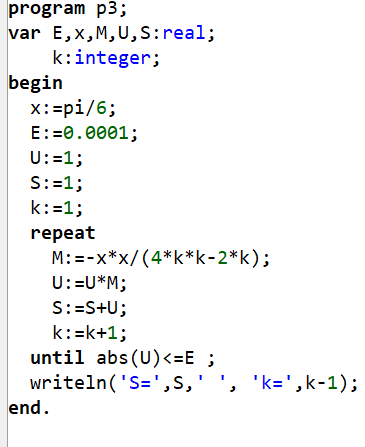 program p3;
var E,x,M,U,S:real;
    k:integer;
begin
  x:=pi/6;
  E:=0.0001;
  U:=1;
  S:=1;
  k:=1;
  repeat
    M:=-x*x/(4*k*k-2*k);
    U:=U*M;
    S:=S+U;
    k:=k+1;
  until abs(U)<=E ;
  writeln('S=',S,' ', 'k=',k-1);
end.